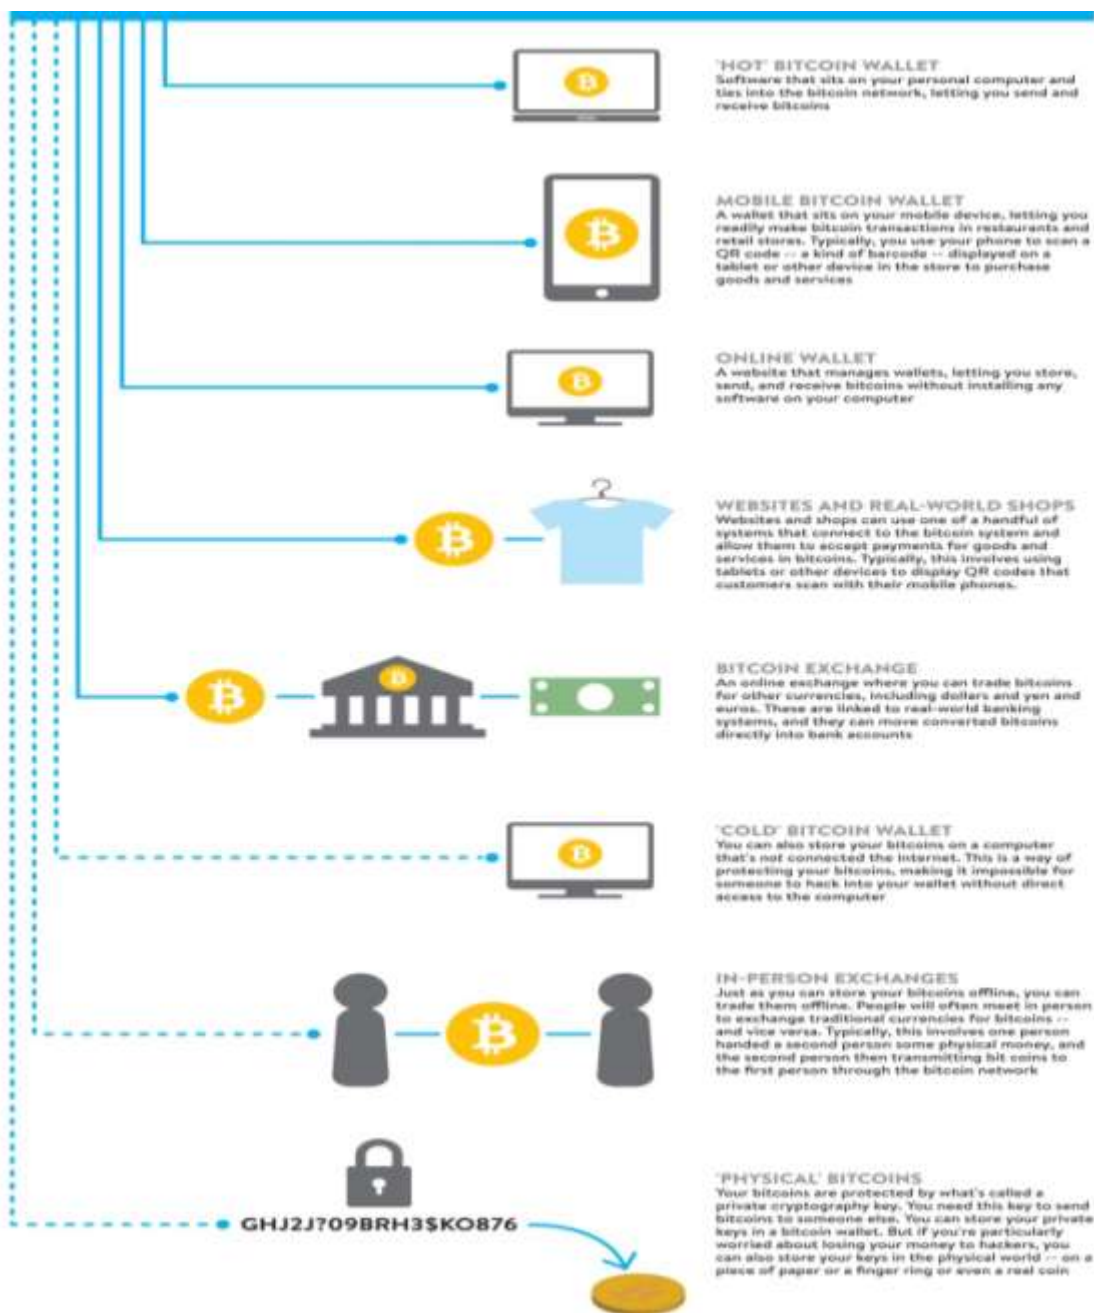 'HOT' BITCOIN WALLET
Software that sits on your personal computer and
ties into the bitcoin network, letting you send and
receive bitcoins
MOBILE BITCOIN WALLET
A wallet that sits on your mobile device, letting you
readily make bitcoin transactions in restaurants and
retail stores. Typically, you use your phone to scan a
QR code -- a kind of barcode -- displayed on a
tablet or other device in the store to purchase
goods and services
ONLINE WALLET
A website that manages wallets, letting you store,
send, and receive bitcoins without installing any
software on your computer
WEBSITES AND REAL-WORLD SHOPS
Websites and shops can use one of a handful of
systems that connect to the bitcoin system and
allow them to accept payments for goods and
services in bitcoins. Typically, this involves using
tablets or other devices to display QR codes that
customers scan with their mobile phones.
BITCOIN EXCHANGE
An online exchange where you can trade bitcoins
for other currencies, including dollars and yen and
euros. These are linked to real-world banking
systems, and they can move converted bitcoins
directly into bank accounts
'COLD' BITCOIN WALLET
You can also store your bitcoins on a computer
that's not connected the internet. This is a way of
protecting your bitcoins, making it impossible for
someone to hack into your wallet without direct
access to the computer
IN-PERSON EXCHANGES
Just as you can store your bitcoins offline, you can
trade them offline. People will often meet in person
to exchange traditional currencies for bitcoins --
and vice versa. Typically, this involves one person
handed a second person some physical money, and
the second person then transmitting bit coins to
the first person through the bitcoin network
'PHYSICAL' BITCOINS
Your bitcoins are protected by what's called a
private cryptography key. You need this key to send
bitcoins to someone else. You can store your private
keys in a bitcoin wallet. But if you're particularly
worried about losing your money to hackers, you
can also store your keys in the physical world -- on a
piece of paper or a finger ring or even a real coin
GHJ2J?09BRH3$KO876